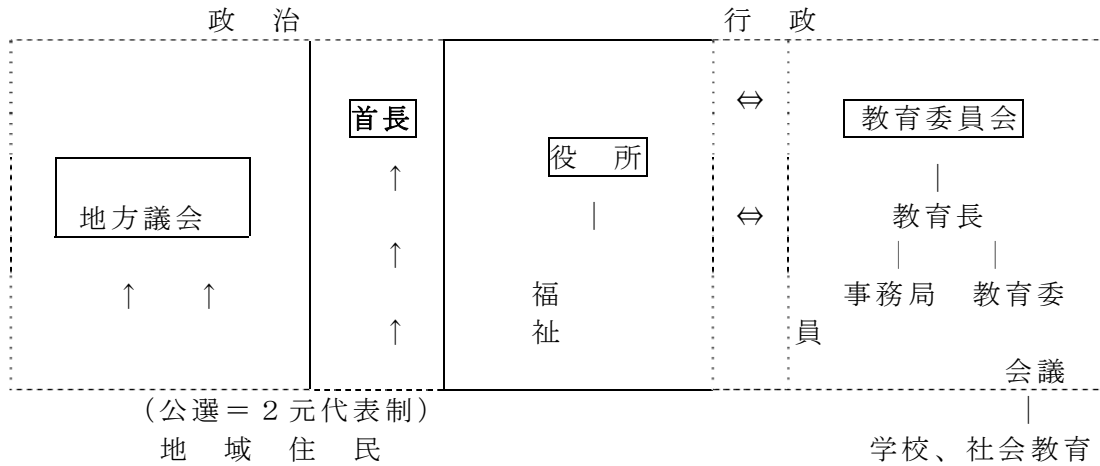 政 治 行 政
首長 ⇔ 教育委員会
役 所
↑ |
地方議会 | ⇔ 教育長
↑ | |
↑ ↑ 福 事務局 教育委
↑ 祉 員
会議
(公選=2元代表制) |
地 域 住 民 学校、社会教育